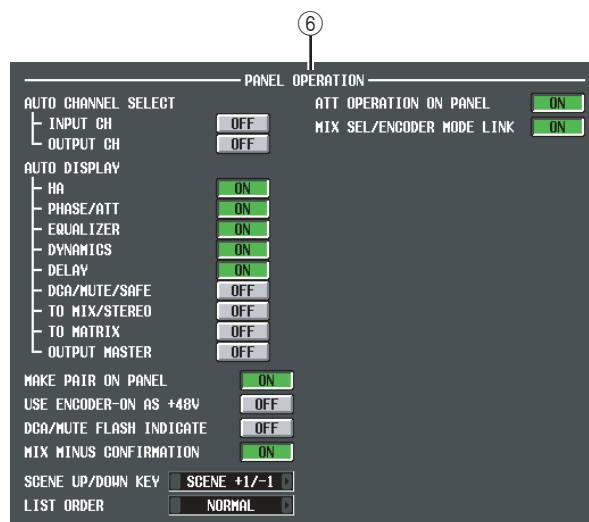 6
PANEL OPERATION
AUTO CHANNEL SELECT
INPUT CH OFF
OUTPUT CH OFF
AUTO DISPLAY
HA ON
PHASE/ATT ON
EQUALIZER ON
DYNAMICS ON
DELAY ON
DCA/MUTE/SAFE OFF
TO MIX/STEREO OFF
TO MATRIX OFF
OUTPUT MASTER OFF
MAKE PAIR ON PANEL ON
USE ENCODER-ON AS +48V OFF
DCA/MUTE FLASH INDICATE OFF
MIX MINUS CONFIRMATION ON
SCENE UP/DOWN KEY SCENE +1/-1
LIST ORDER NORMAL
ATT OPERATION ON PANEL ON
MIX SEL/ENCODER MODE LINK ON